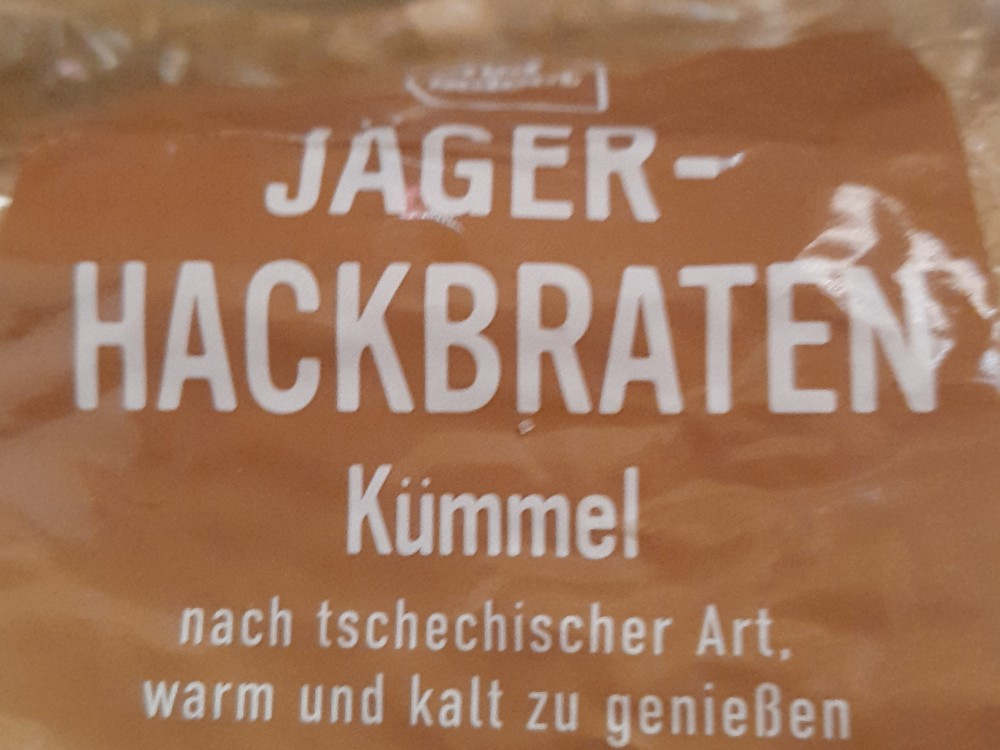 JÄGER-
HACKBRATEN
Kümmel
nach tschechischer Art,
warm und kalt zu genießen